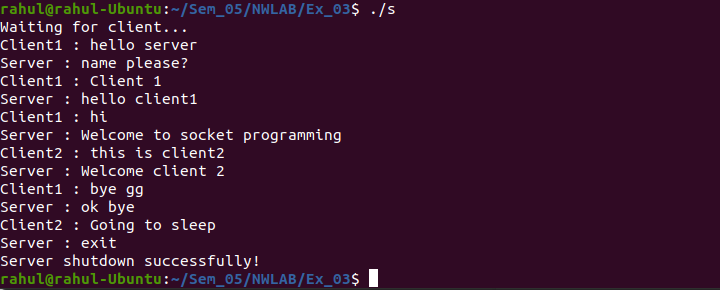 rahul@rahul-Ubuntu:~/Sem_05/NWLAB/Ex_03$ ./s
Waiting for client...
Client1 : hello server
Server : name please?
Client1 : Client 1
Server : hello client1
Client1 : hi
Server : Welcome to socket programming
Client2 : this is client2
Server : Welcome client 2
Client1 : bye gg
Server : ok bye
Client2 : Going to sleep
Server : exit
Server shutdown successfully!
rahul@rahul-Ubuntu:~/Sem_05/NWLAB/Ex_03$